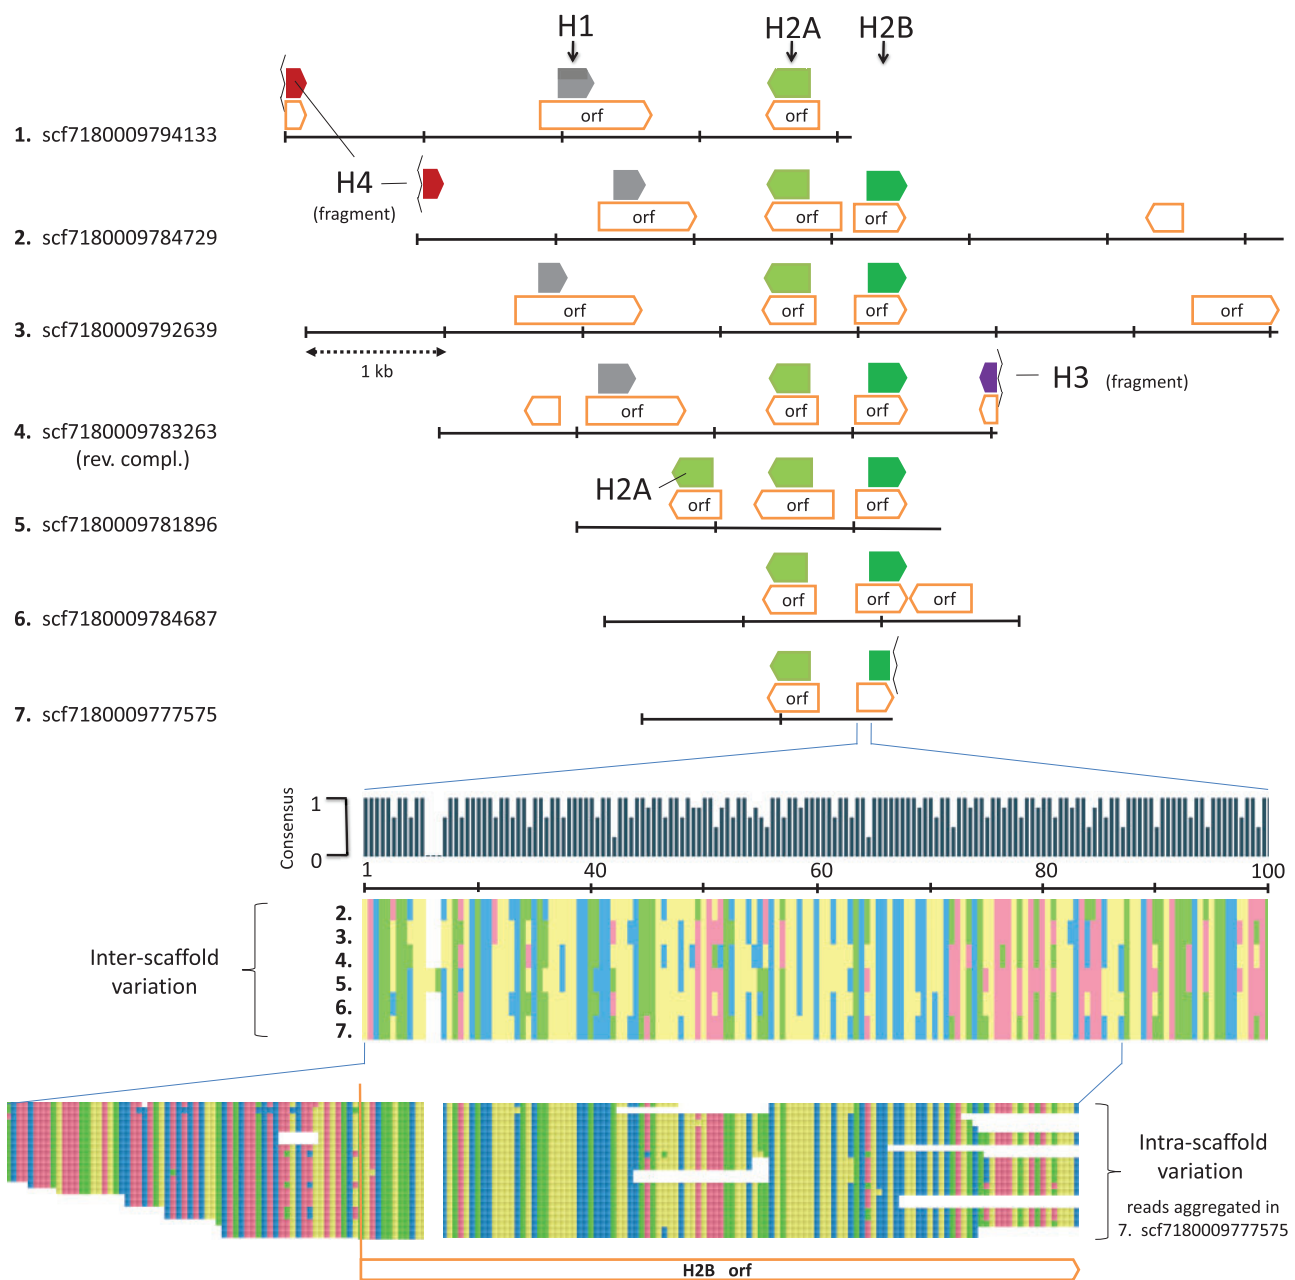 H1 H2A H2B
orf orf
1. scf7180009794133
H4
(fragment)
orf orf orf
2. scf7180009784729
orf orf orf orf
3. scf7180009792639
1 kb
H3 (fragment)
orf orf orf
4. scf7180009783263
(rev. compl.)
H2A
orf orf orf
5. scf7180009781896
orf orf orf
6. scf7180009784687
orf
7. scf7180009777575
Consensus
1
0
1 40 60 80 100
Inter-scaffold
variation
2.
3.
4.
5.
6.
7.
Intra-scaffold
variation
reads aggregated in
7. scf7180009777575
H2B orf